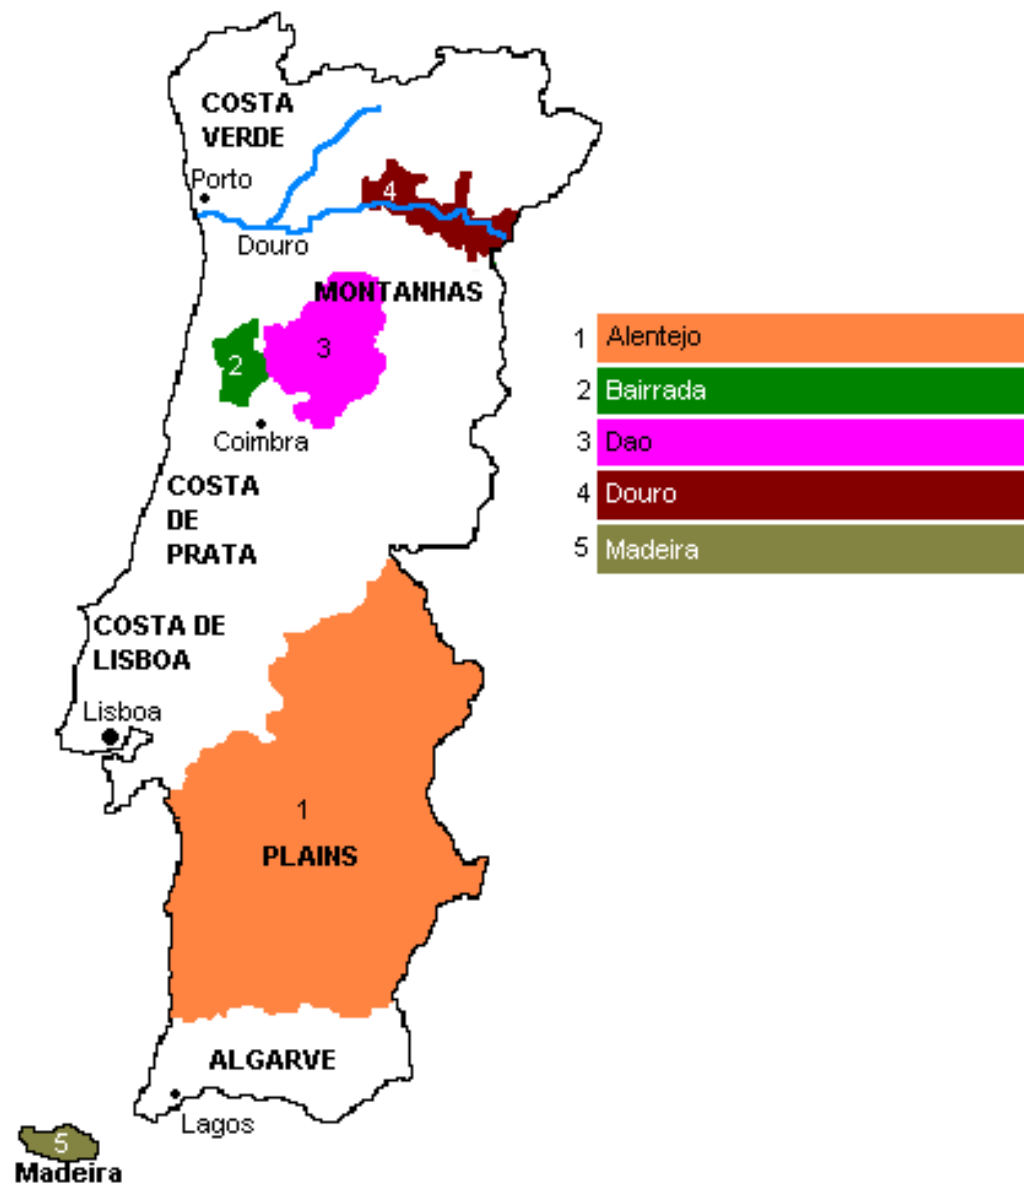 COSTA
VERDE
Porto
4
Douro
MONTANHAS
2
3
Coimbra
COSTA
DE
PRATA
COSTA DE
LISBOA
Lisboa
1
PLAINS
ALGARVE
Lagos
5
Madeira
1 Alentejo
2 Bairrada
3 Dao
4 Douro
5 Madeira